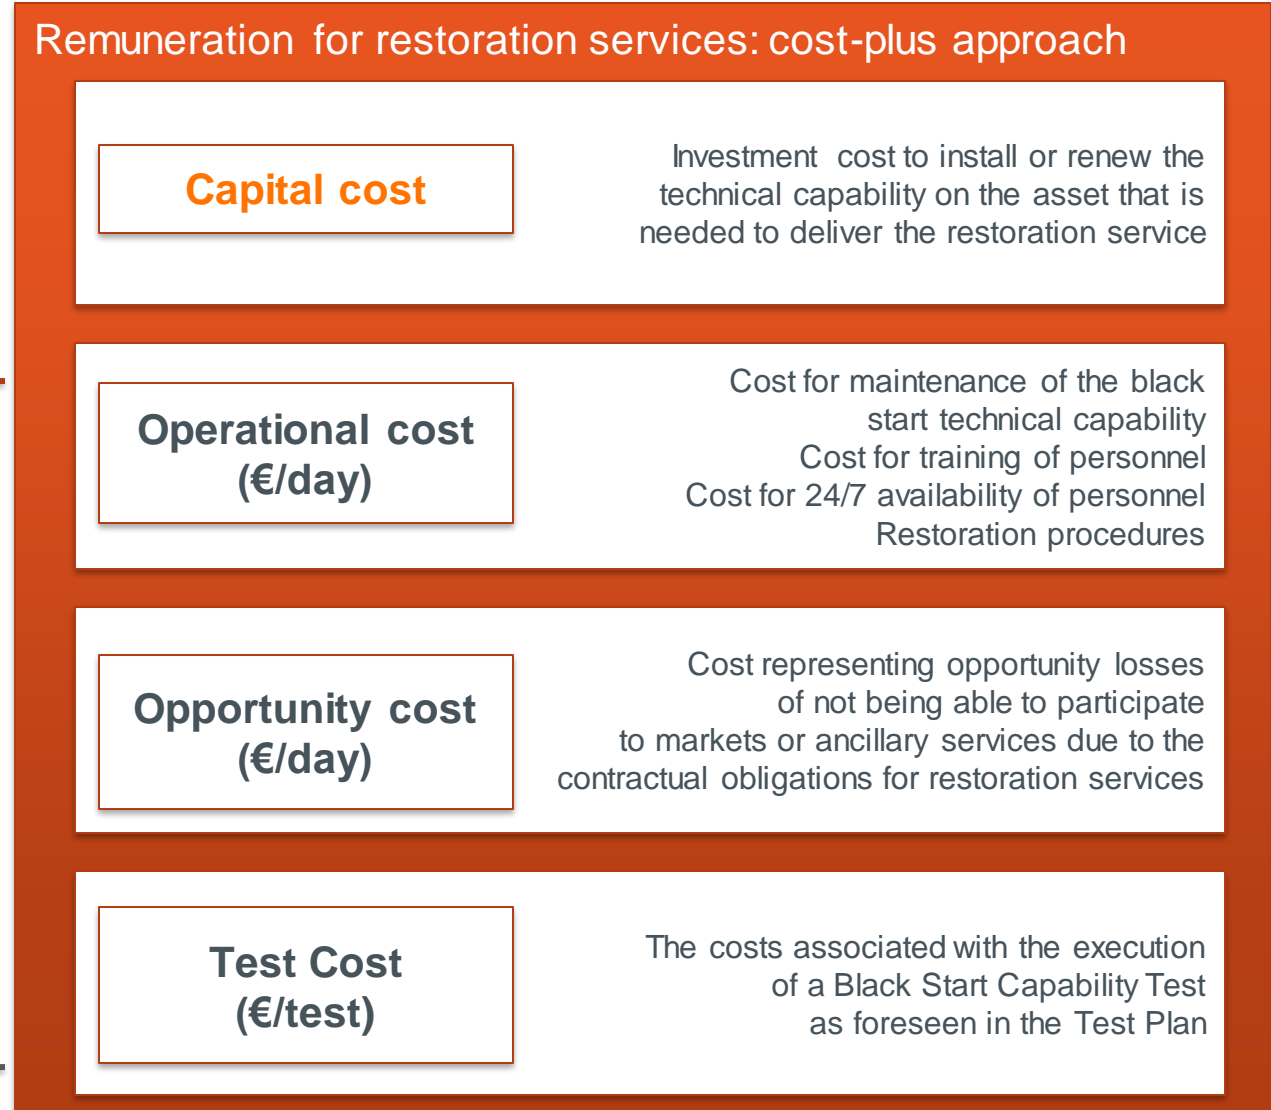 Remuneration for restoration services: cost-plus approach
Capital cost
Investment cost to install or renew the
technical capability on the asset that is
needed to deliver the restoration service
Operational cost
(€/day)
Cost for maintenance of the black
start technical capability
Cost for training of personnel
Cost for 24/7 availability of personnel
Restoration procedures
Opportunity cost
(€/day)
Cost representing opportunity losses
of not being able to participate
to markets or ancillary services due to the
contractual obligations for restoration services
Test Cost
(€/test)
The costs associated with the execution
of a Black Start Capability Test
as foreseen in the Test Plan